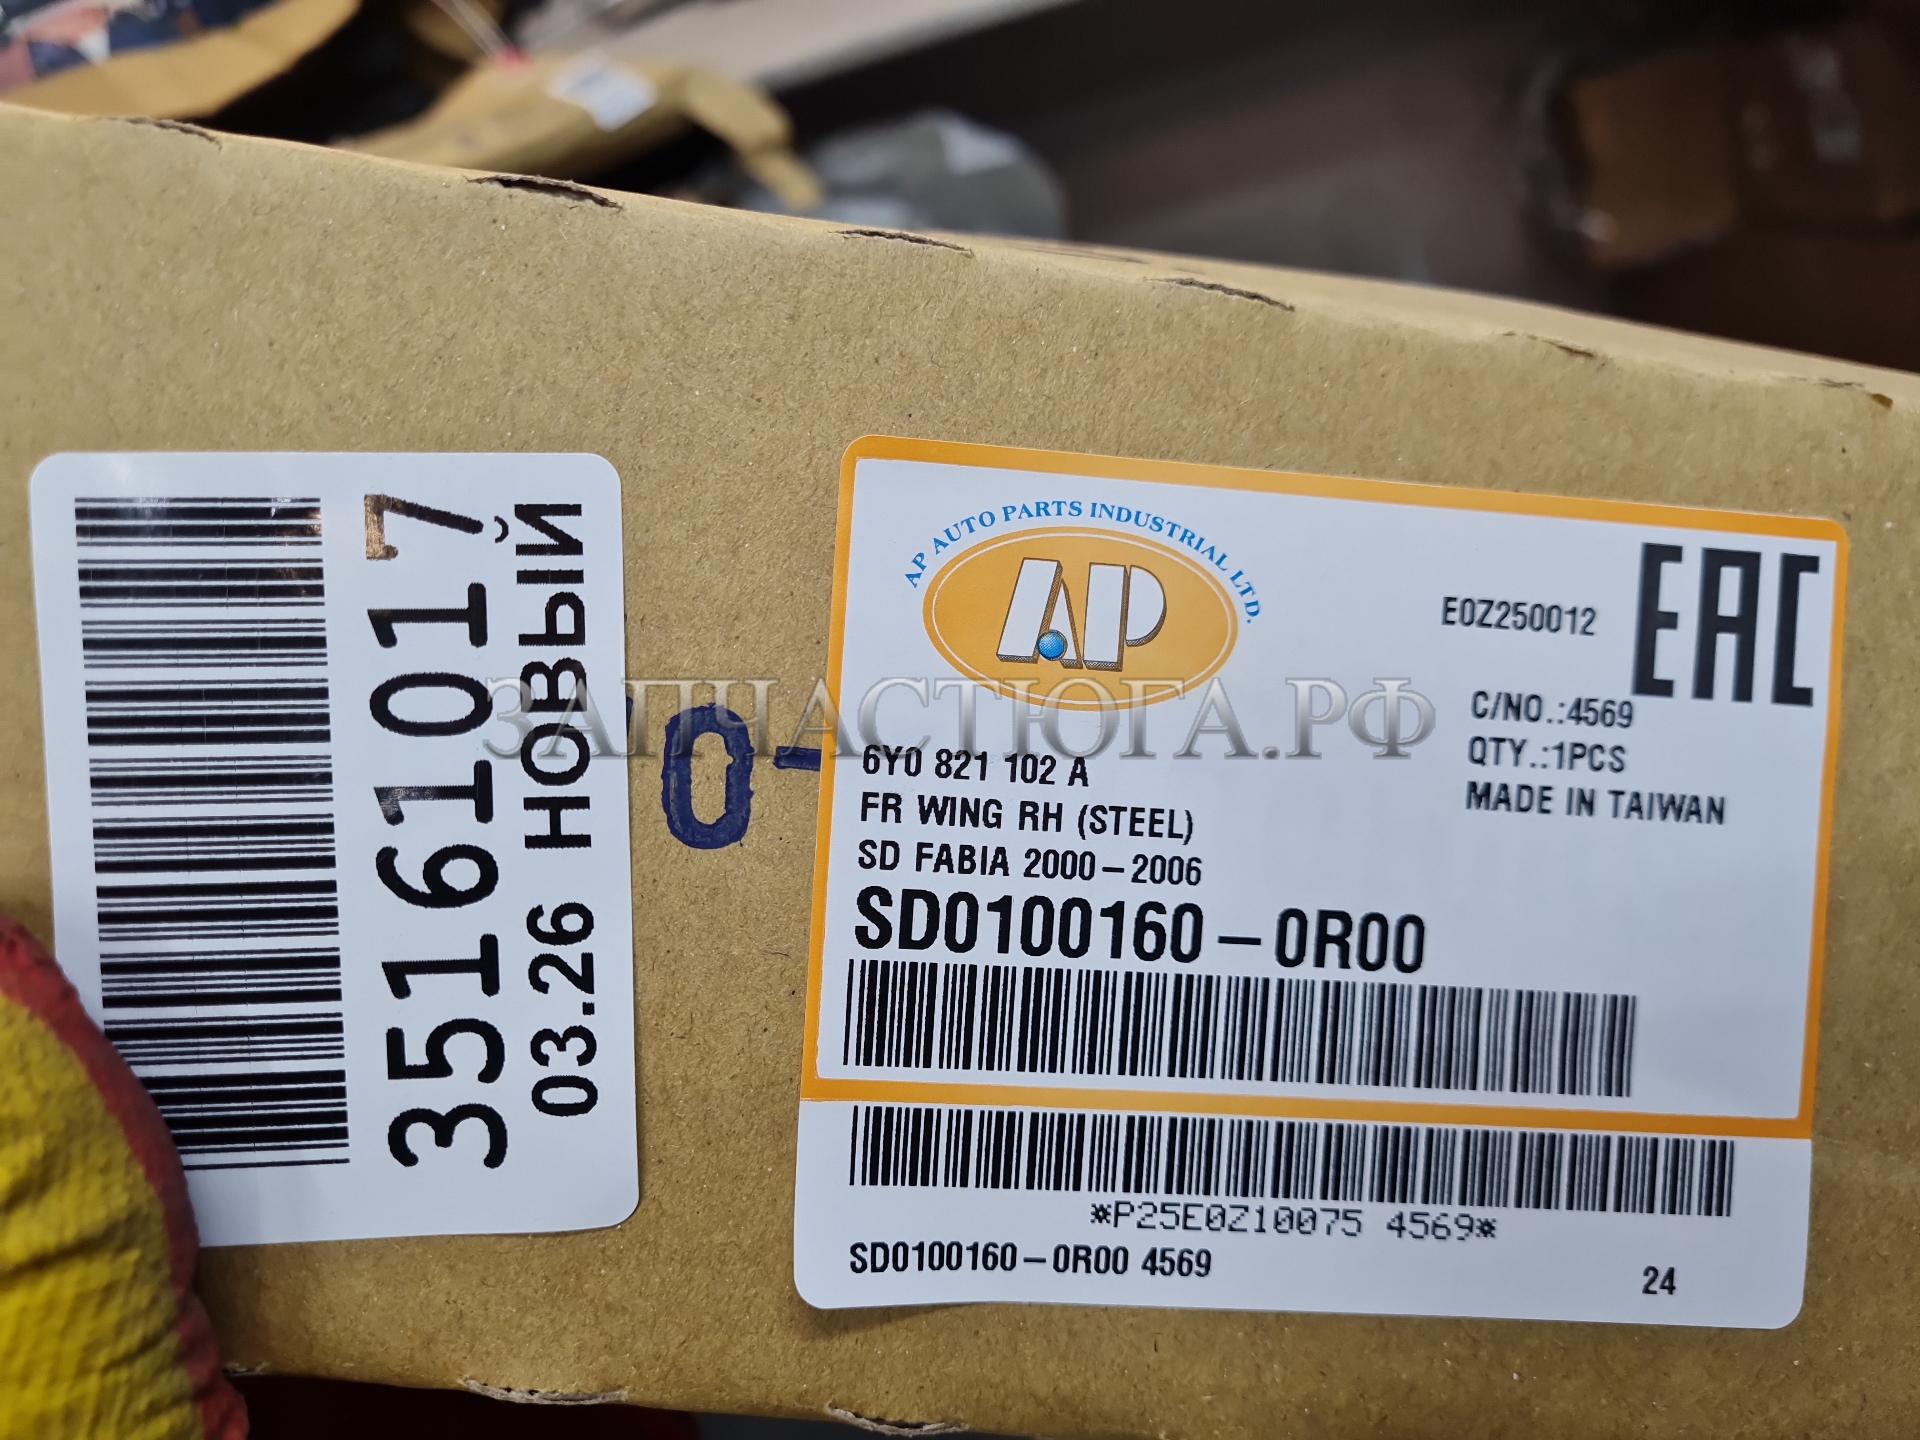 35161017
03.26 НОВЫЙ
0-
AP AUTO PARTS INDUSTRIAL LTD.
AP
E0Z250012
EAC
C/NO.:4569
QTY.:1PCS
MADE IN TAIWAN
6Y0 821 102 A
FR WING RH (STEEL)
SD FABIA 2000-2006
SD0100160-0R00
*P25E0Z10075 4569*
SD0100160-0R00 4569
24
ЗАПЧАСТЮГА.РФ